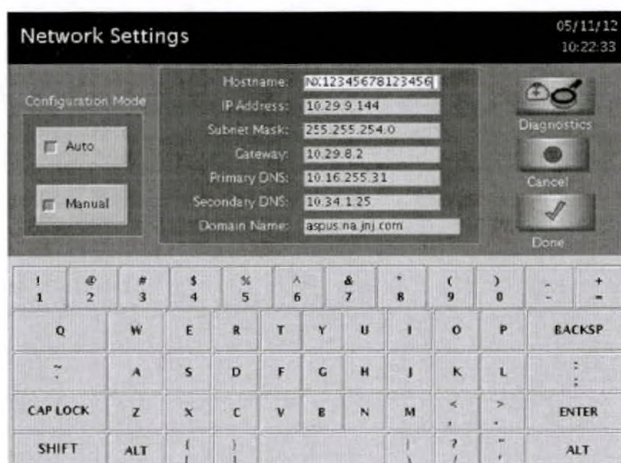 Network Settings
05/11/12
10:22:33
Configuration Mode
Auto
Manual
Hostname: NX12345678123456
IP Address: 10.29.9.144
Subnet Mask: 255.255.254.0
Gateway: 10.29.8.2
Primary DNS: 10.16.255.31
Secondary DNS: 10.34.1.25
Domain Name: aspus.na.jnj.com
Diagnostics
Cancel
Done
! @ # $ % ^ & * ( ) - +
1 2 3 4 5 6 7 8 9 0 - =
Q W E R T Y U I O P BACKSP
~ :
A S D F G H J K L ;
< >
CAP LOCK Z X C V B N M , . ENTER
SHIFT ALT ? ALT